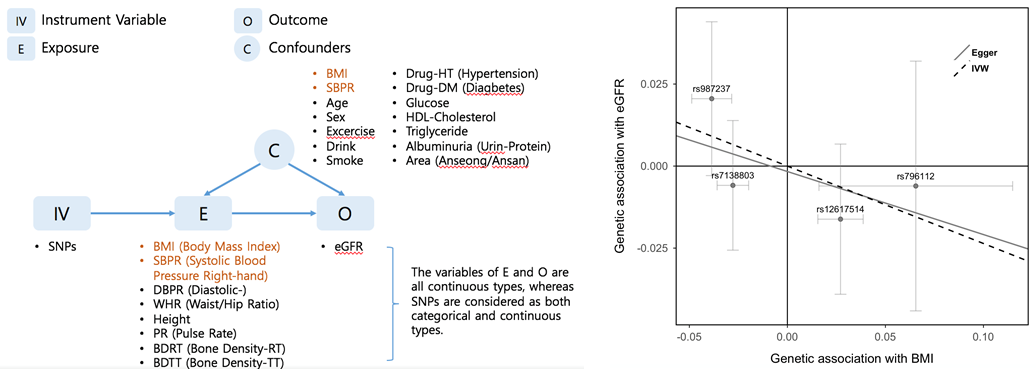 IV Instrument Variable
O Outcome
E Exposure
C Confounders
• BMI
• SBPR
• Age
• Sex
• Excercise
• Drink
• Smoke
• Drug-HT (Hypertension)
• Drug-DM (Diagbetes)
• Glucose
• HDL-Cholesterol
• Triglyceride
• Albuminuria (Urin-Protein)
• Area (Anseong/Ansan)
C
IV
E
O
• SNPs
• BMI (Body Mass Index)
• SBPR (Systolic Blood
Pressure Right-hand)
• DBPR (Diastolic-)
• WHR (Waist/Hip Ratio)
• Height
• PR (Pulse Rate)
• BDRT (Bone Density-RT)
• BDTT (Bone Density-TT)
• eGFR
The variables of E and O are
all continuous types, whereas
SNPs are considered as both
categorical and continuous
types.
Genetic association with eGFR
0.025
0.000
-0.025
Egger
IVW
rs987237
rs7138803
rs796112
rs12617514
-0.05
0.00
0.05
0.10
Genetic association with BMI